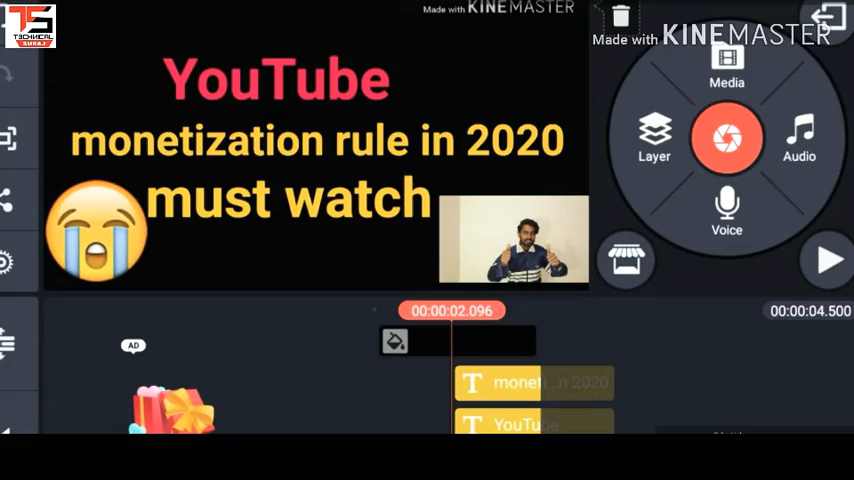 TS
TECHNICAL
SURAJ
Made with KINEMASTER
Made with KINEMASTER
YouTube
monetization rule in 2020
must watch
Media
Layer
Audio
Voice
00:00:02.096
00:00:04.500
AD
T monet...n 2020
T YouTube